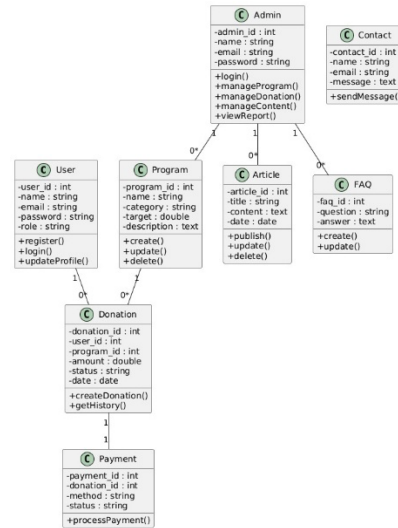 C Admin
-admin_id : int
-name : string
-email : string
-password : string
+login()
+manageProgram()
+manageDonation()
+manageContent()
+viewReport()
C Contact
-contact_id : int
-name : string
-email : string
-message : text
+sendMessage()
1
1
1
0*
0*
0*
C User
-user_id : int
-name : string
-email : string
-password : string
-role : string
+register()
+login()
+updateProfile()
C Program
-program_id : int
-name : string
-category : string
-target : double
-description : text
+create()
+update()
+delete()
C Article
-article_id : int
-title : string
-content : text
-date : date
+publish()
+update()
+delete()
C FAQ
-faq_id : int
-question : string
-answer : text
+create()
+update()
1
1
0*
0*
C Donation
-donation_id : int
-user_id : int
-program_id : int
-amount : double
-status : string
-date : date
+createDonation()
+getHistory()
1
1
C Payment
-payment_id : int
-donation_id : int
-method : string
-status : string
+processPayment()